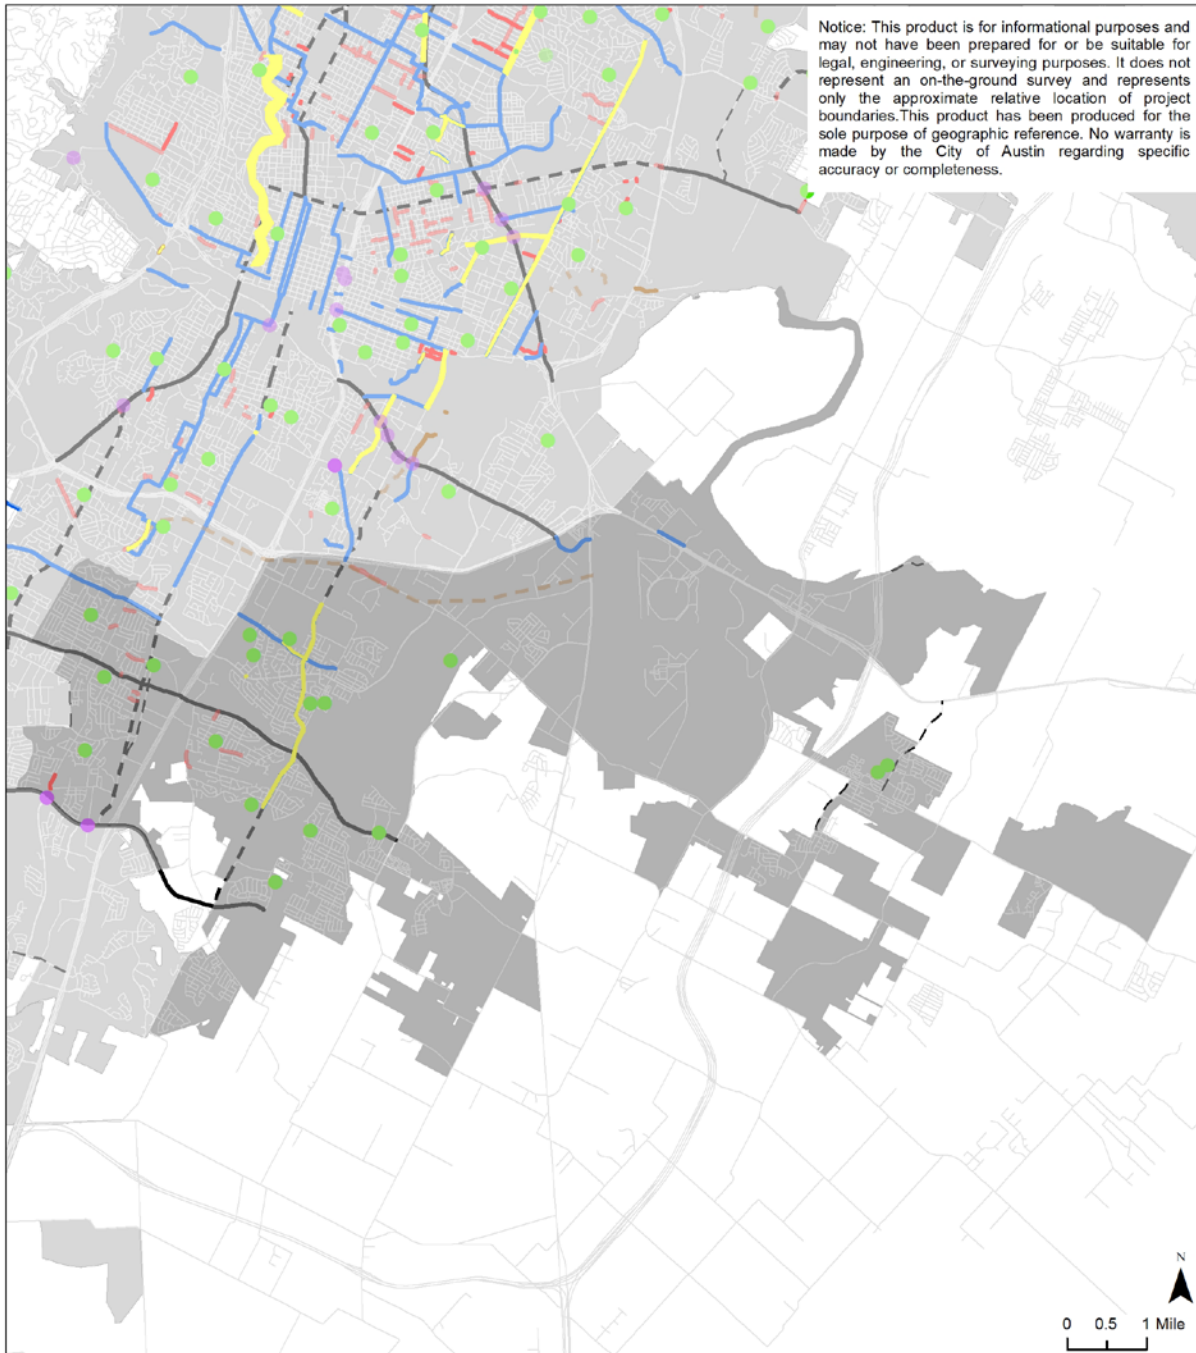 Notice: This product is for informational purposes and
may not have been prepared for or be suitable for
legal, engineering, or surveying purposes. It does not
represent an on-the-ground survey and represents
only the approximate relative location of project
boundaries.This product has been produced for the
sole purpose of geographic reference. No warranty is
made by the City of Austin regarding specific
accuracy or completeness.
N
0 0.5 1 Mile